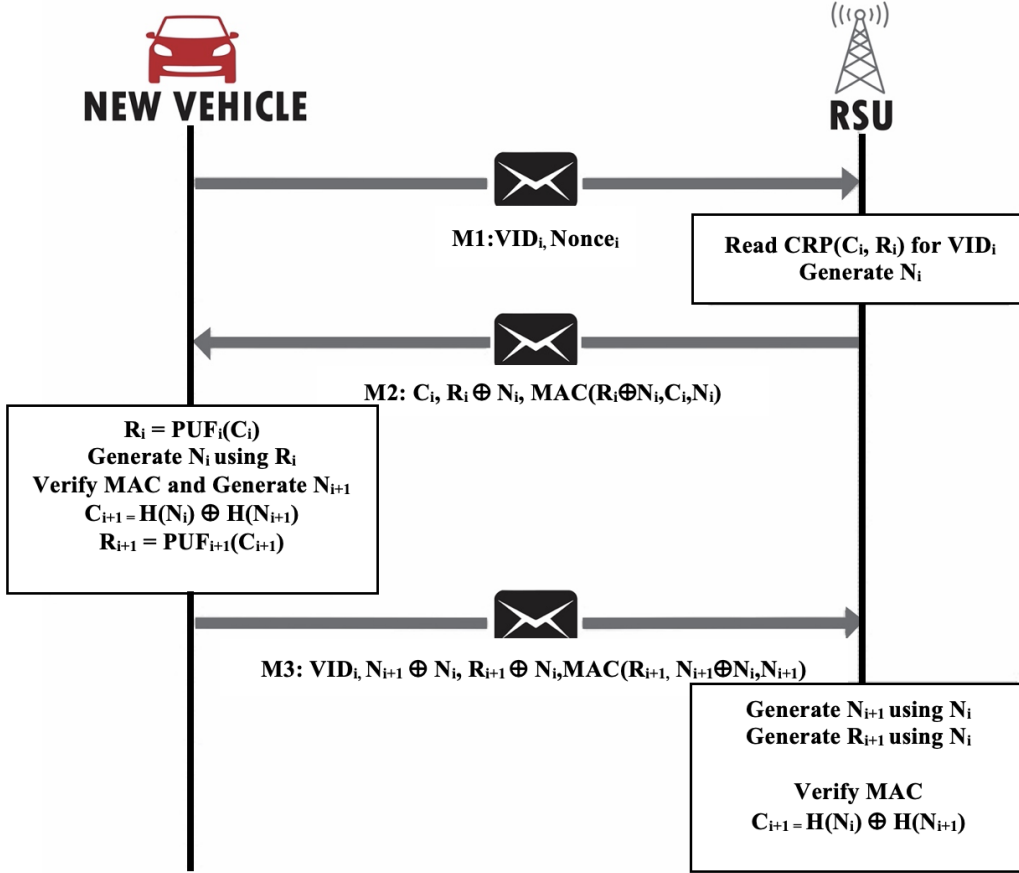 NEW VEHICLE
RSU
M1:VIDᵢ, Nonceᵢ
Read CRP(Cᵢ, Rᵢ) for VIDᵢ
Generate Nᵢ
M2: Cᵢ, Rᵢ ⊕ Nᵢ, MAC(Rᵢ⊕Nᵢ,Cᵢ,Nᵢ)
Rᵢ = PUFᵢ(Cᵢ)
Generate Nᵢ using Rᵢ
Verify MAC and Generate Nᵢ₊₁
Cᵢ₊₁ = H(Nᵢ) ⊕ H(Nᵢ₊₁)
Rᵢ₊₁ = PUFᵢ₊₁(Cᵢ₊₁)
M3: VIDᵢ, Nᵢ₊₁ ⊕ Nᵢ, Rᵢ₊₁ ⊕ Nᵢ,MAC(Rᵢ₊₁, Nᵢ₊₁⊕Nᵢ,Nᵢ₊₁)
Generate Nᵢ₊₁ using Nᵢ
Generate Rᵢ₊₁ using Nᵢ
Verify MAC
Cᵢ₊₁ = H(Nᵢ) ⊕ H(Nᵢ₊₁)